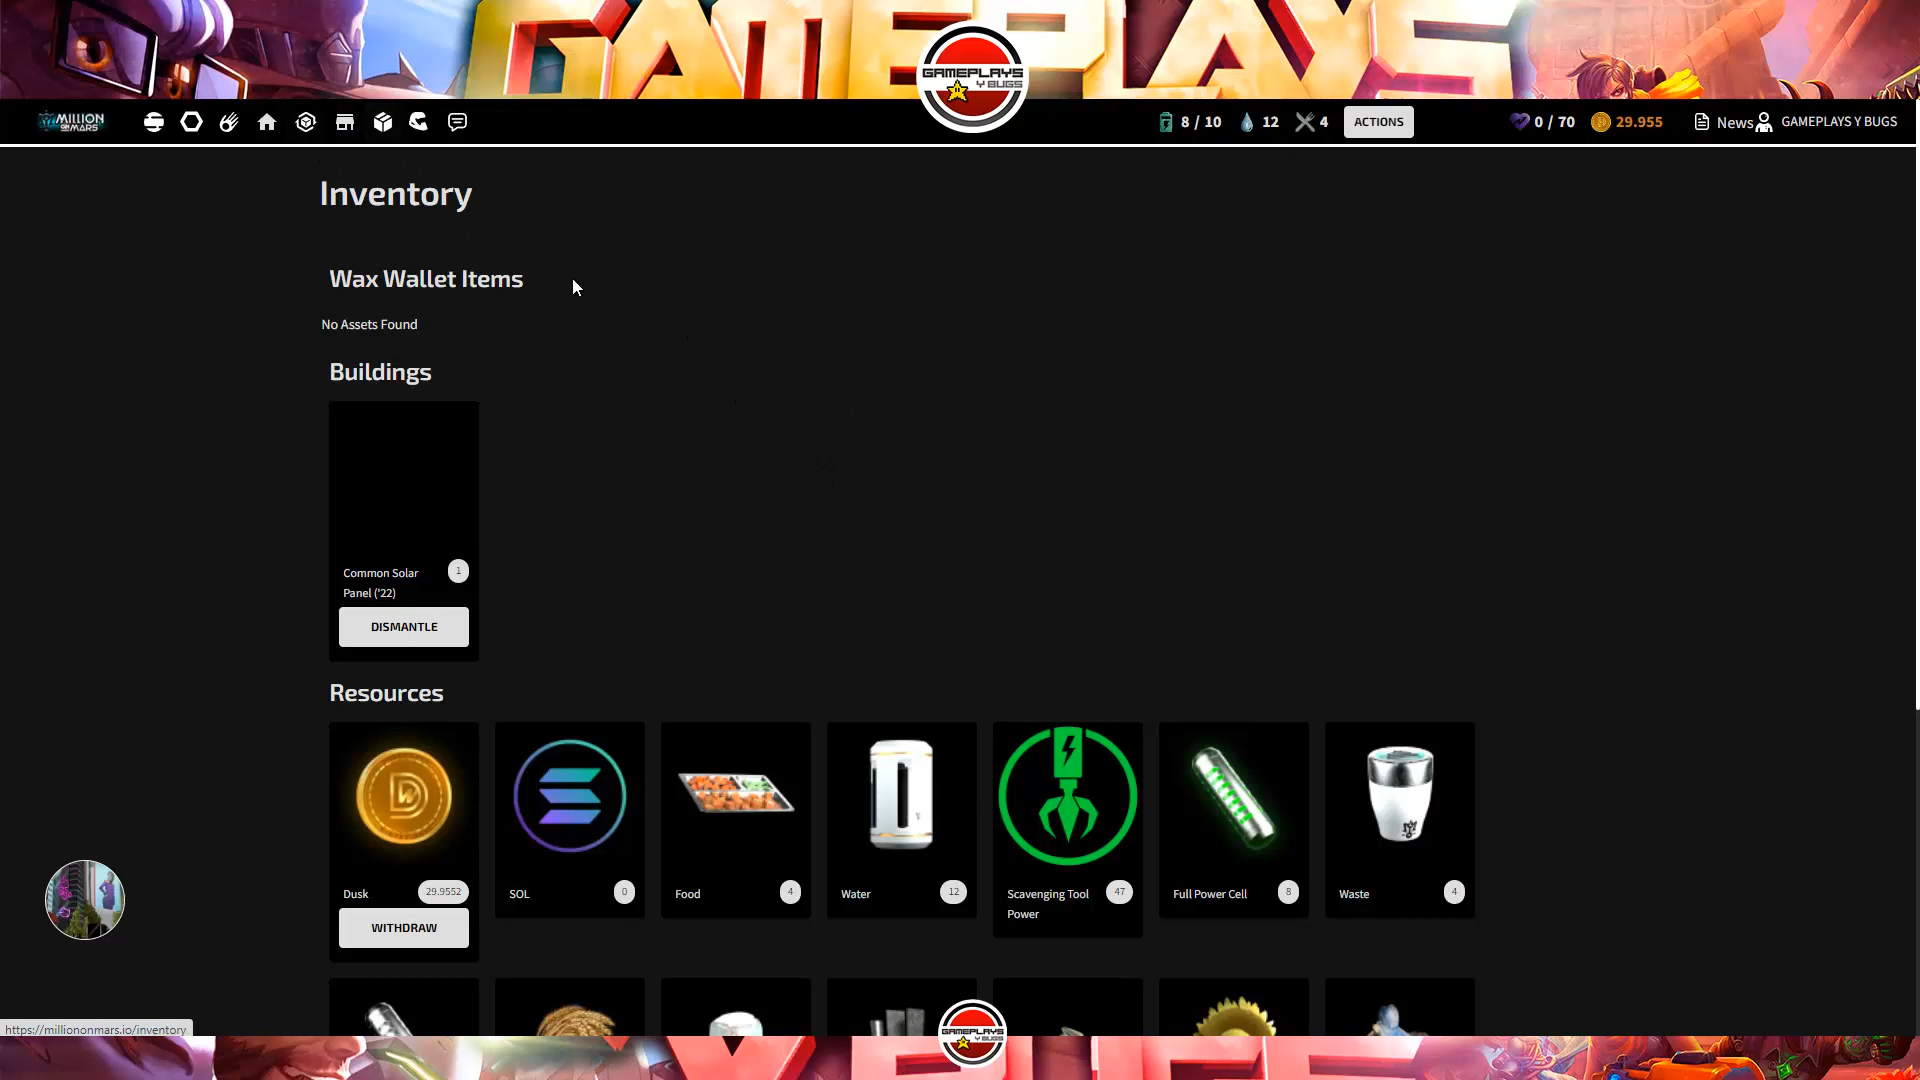 GAMEPLAYS
GAMEPLAYS
Y BUGS
MILLION
ON MARS
8 / 10
12
4
ACTIONS
0 / 70
29.955
News
GAMEPLAYS Y BUGS
Inventory
Wax Wallet Items
No Assets Found
Buildings
Common Solar
Panel ('22)
1
DISMANTLE
Resources
Dusk
29.9552
WITHDRAW
SOL
0
Food
4
Water
12
Scavenging Tool
Power
47
Full Power Cell
8
Waste
4
https://milliononmars.io/inventory
GAMEPLAYS
Y BUGS
Y BUGS